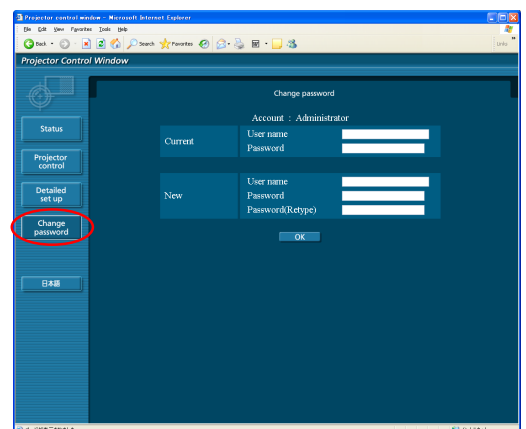 Projector control window - Microsoft Internet Explorer
File Edit View Favorites Tools Help
Back Search Favorites Links
Projector Control Window
Change password
Account : Administrator
Status
Projector
control
Detailed
set up
Change
password
日本語
Current
User name
Password
New
User name
Password
Password(Retype)
OK